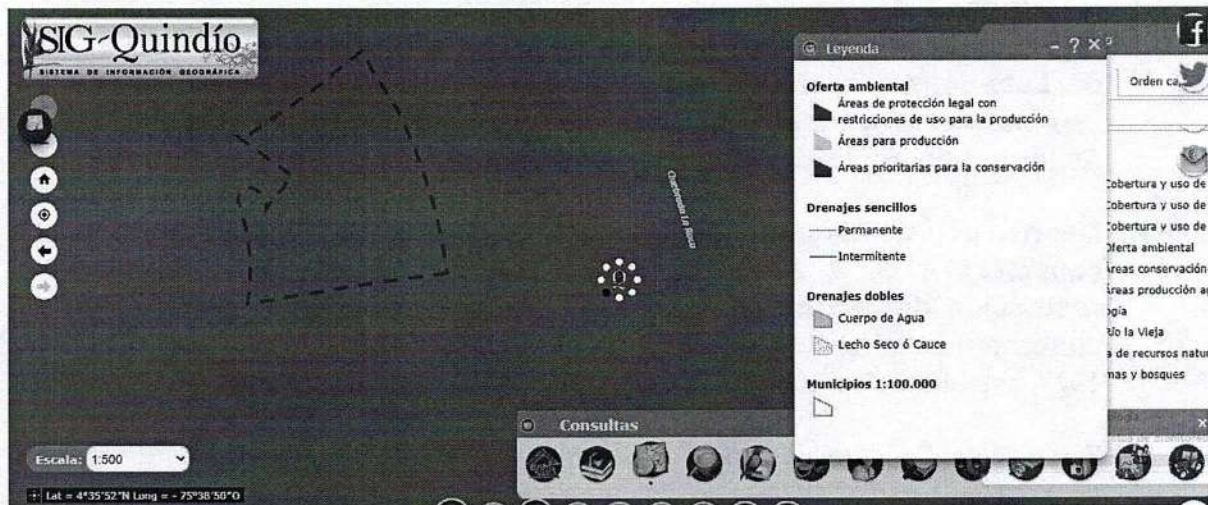 SIG-Quindío
SISTEMA DE INFORMACIÓN GEOGRÁFICA
Quebrada La Roca
Escala: 1:500
Lat = 4°35'52"N Long = - 75°38'50"O
Leyenda
Oferta ambiental
Áreas de protección legal con
restricciones de uso para la producción
Áreas para producción
Áreas prioritarias para la conservación
Drenajes sencillos
Permanente
Intermitente
Drenajes dobles
Cuerpo de Agua
Lecho Seco ó Cauce
Municipios 1:100.000
Orden
Cobertura y uso de
Cobertura y uso de
Cobertura y uso de
Oferta ambiental
Áreas conservación
Áreas producción
Río la Vieja
de recursos
y bosques
Consultas